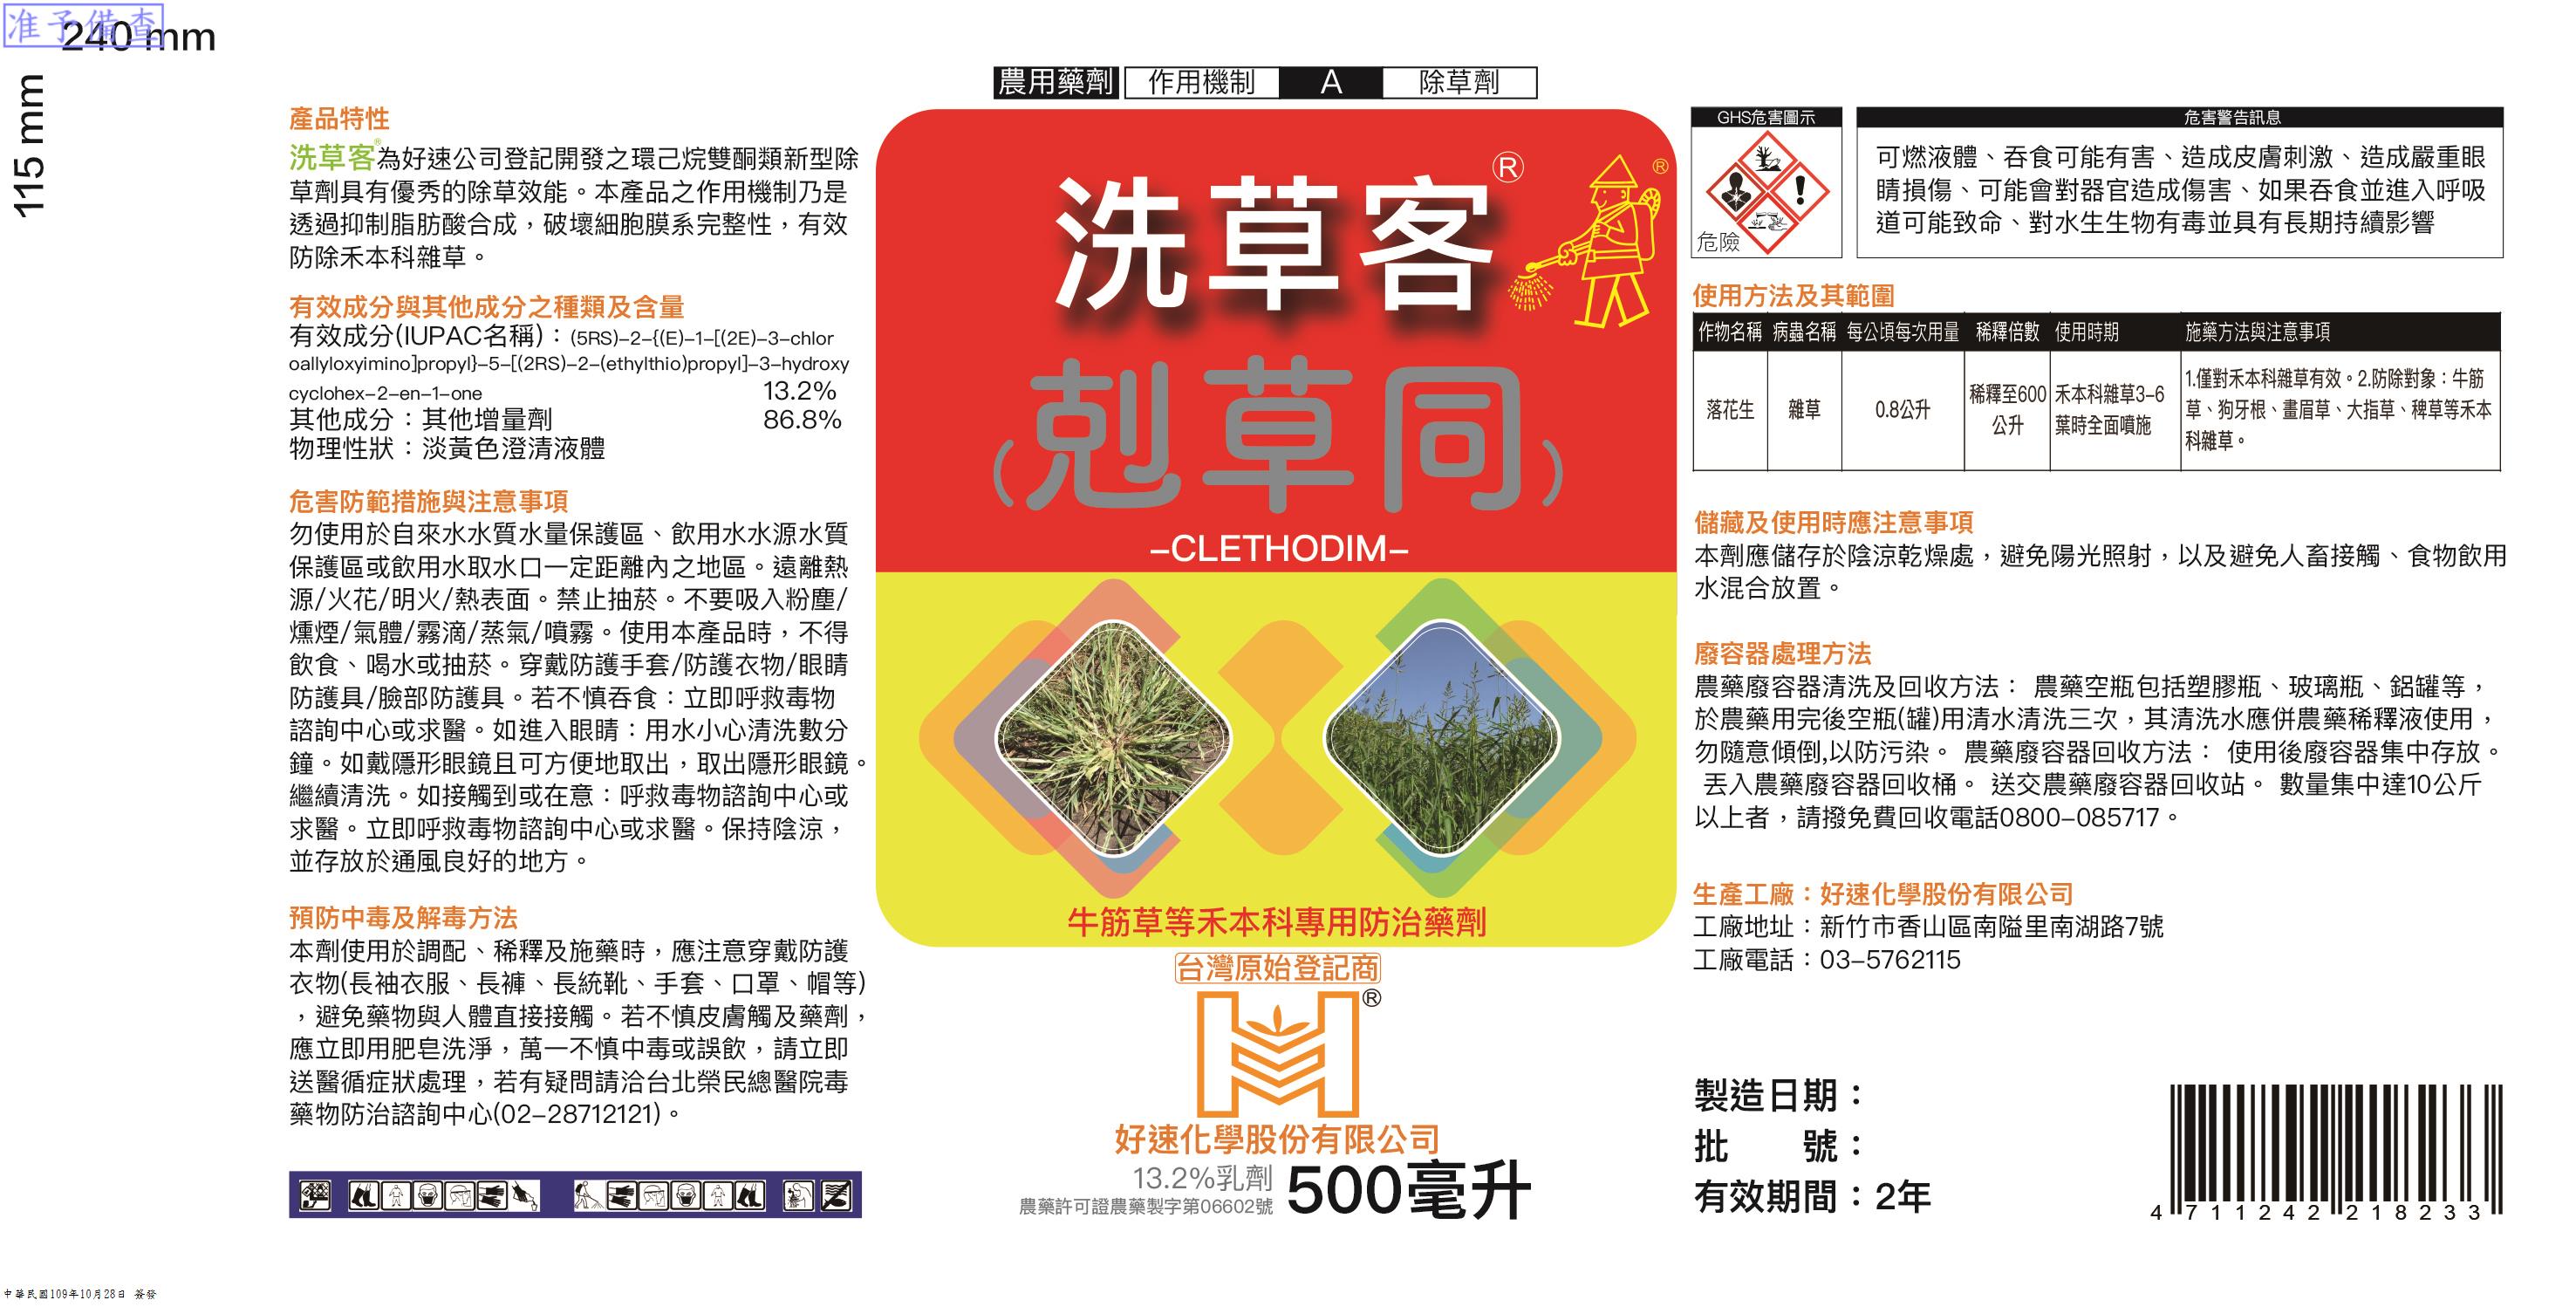 准予備查
240 mm
115 mm
產品特性
洗草客®為好速公司登記開發之環己烷雙酮類新型除
草劑具有優秀的除草效能。本產品之作用機制乃是
透過抑制脂肪酸合成，破壞細胞膜系完整性，有效
防除禾本科雜草。
有效成分與其他成分之種類及含量
有效成分(IUPAC名稱)：(5RS)-2-{(E)-1-[(2E)-3-chlor
oallyloxyimino]propyl}-5-[(2RS)-2-(ethylthio)propyl]-3-hydroxy
cyclohex-2-en-1-one 13.2%
其他成分：其他增量劑 86.8%
物理性狀：淡黃色澄清液體
危害防範措施與注意事項
勿使用於自來水水質水量保護區、飲用水水源水質
保護區或飲用水取水口一定距離內之地區。遠離熱
源/火花/明火/熱表面。禁止抽菸。不要吸入粉塵/
燻煙/氣體/霧滴/蒸氣/噴霧。使用本產品時，不得
飲食、喝水或抽菸。穿戴防護手套/防護衣物/眼睛
防護具/臉部防護具。若不慎吞食：立即呼救毒物
諮詢中心或求醫。如進入眼睛：用水小心清洗數分
鐘。如戴隱形眼鏡且可方便地取出，取出隱形眼鏡。
繼續清洗。如接觸到或在意：呼救毒物諮詢中心或
求醫。立即呼救毒物諮詢中心或求醫。保持陰涼，
並存放於通風良好的地方。
預防中毒及解毒方法
本劑使用於調配、稀釋及施藥時，應注意穿戴防護
衣物(長袖衣服、長褲、長統靴、手套、口罩、帽等)
，避免藥物與人體直接接觸。若不慎皮膚觸及藥劑，
應立即用肥皂洗淨，萬一不慎中毒或誤飲，請立即
送醫循症狀處理，若有疑問請洽台北榮民總醫院毒
藥物防治諮詢中心(02-28712121)。
農用藥劑 作用機制 A 除草劑
洗草客®
®
(剋草同)
-CLETHODIM-
牛筋草等禾本科專用防治藥劑
台灣原始登記商
®
好速化學股份有限公司
13.2%乳劑
農藥許可證農藥製字第06602號
500毫升
GHS危害圖示
危險
危害警告訊息
可燃液體、吞食可能有害、造成皮膚刺激、造成嚴重眼
睛損傷、可能會對器官造成傷害、如果吞食並進入呼吸
道可能致命、對水生生物有毒並具有長期持續影響
使用方法及其範圍
作物名稱 病蟲名稱 每公頃每次用量 稀釋倍數 使用時期 施藥方法與注意事項
落花生 雜草 0.8公升
稀釋至600
公升
禾本科雜草3-6
葉時全面噴施
1.僅對禾本科雜草有效。2.防除對象：牛筋
草、狗牙根、畫眉草、大指草、稗草等禾本
科雜草。
儲藏及使用時應注意事項
本劑應儲存於陰涼乾燥處，避免陽光照射，以及避免人畜接觸、食物飲用
水混合放置。
廢容器處理方法
農藥廢容器清洗及回收方法： 農藥空瓶包括塑膠瓶、玻璃瓶、鋁罐等，
於農藥用完後空瓶(罐)用清水清洗三次，其清洗水應併農藥稀釋液使用，
勿隨意傾倒,以防污染。 農藥廢容器回收方法： 使用後廢容器集中存放。
丟入農藥廢容器回收桶。 送交農藥廢容器回收站。 數量集中達10公斤
以上者，請撥免費回收電話0800-085717。
生產工廠：好速化學股份有限公司
工廠地址：新竹市香山區南隘里南湖路7號
工廠電話：03-5762115
製造日期：
批　　號：
有效期間：2年
4 711242 218233
中華民國109年10月28日 簽發